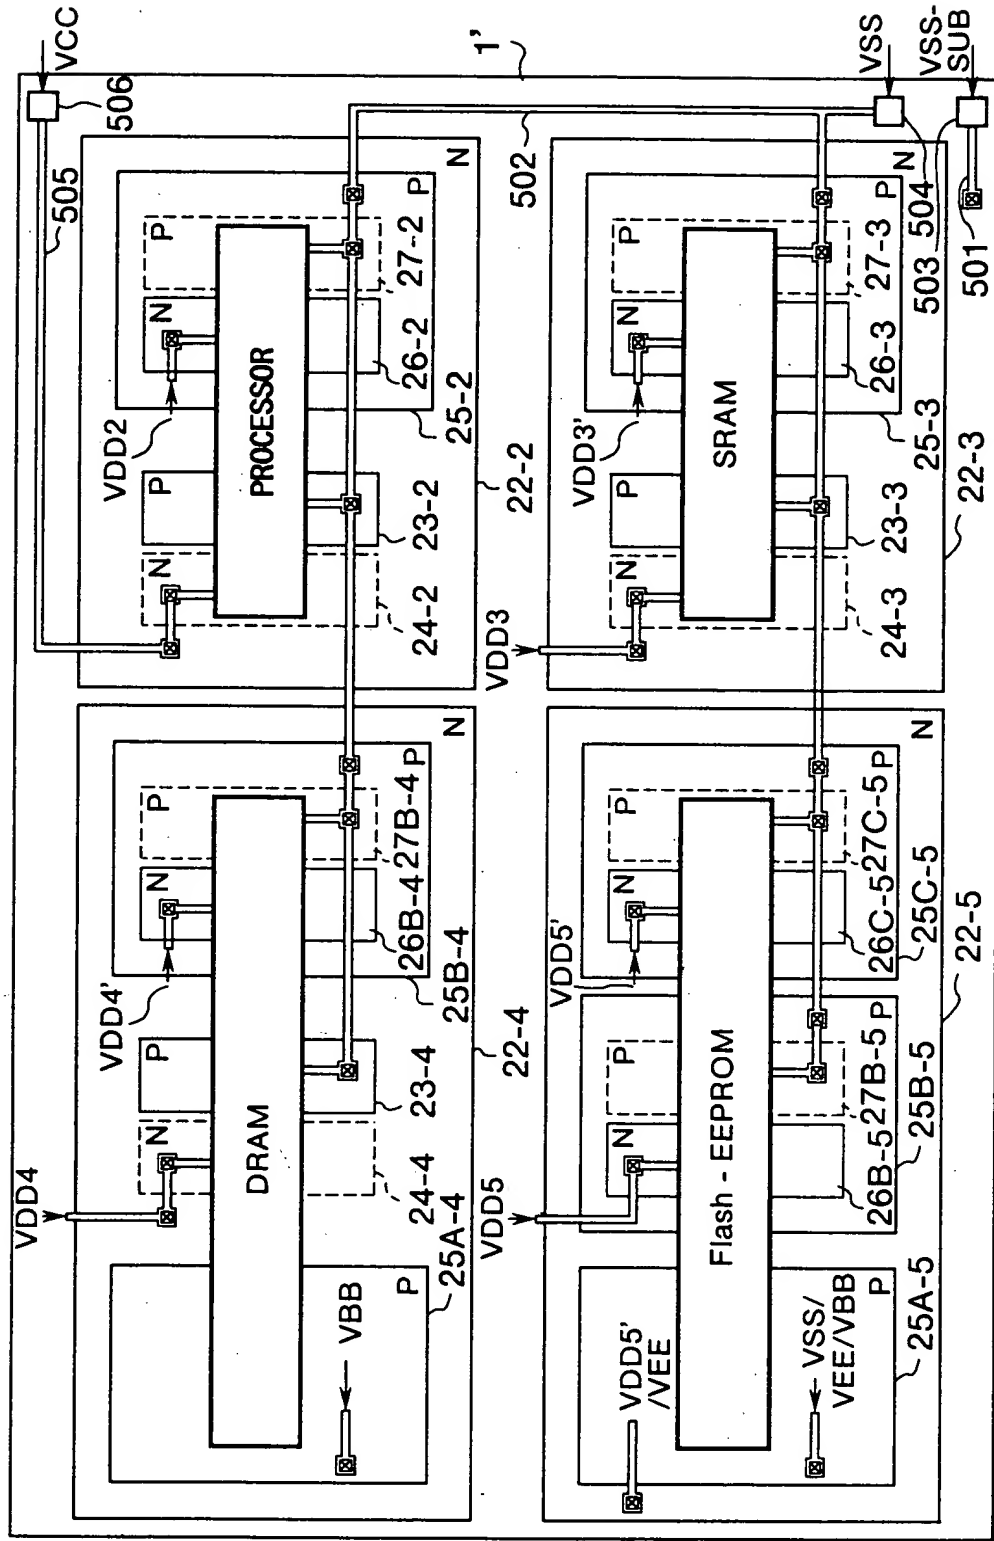 VCC
506
505
1'
VSS
VSS-
SUB
502
504
503
501
N
P
P
27-2
N
26-2
25-2
VDD2
PROCESSOR
P
23-2
22-2
N
24-2
N
P
P
27-3
N
26-3
25-3
VDD3'
SRAM
P
23-3
22-3
N
24-3
VDD3
N
P
P
27B-4
N
26B-4
25B-4
VDD4'
DRAM
P
23-4
22-4
N
24-4
VDD4
25A-4
P
VBB
N
P
P
27C-5
N
26C-5
25C-5
22-5
VDD5'
Flash - EEPROM
P
P
27B-5
N
26B-5
25B-5
VDD5
25A-5
P
VDD5'
/VEE
VSS/
VEE/VBB